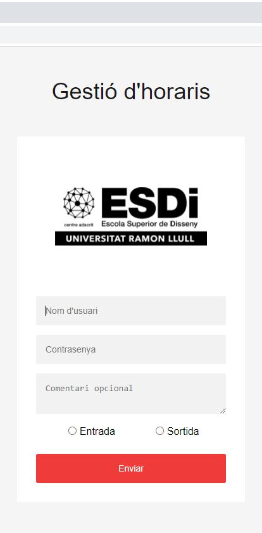 Gestió d'horaris
ESDi
centre adscrit Escola Superior de Disseny
UNIVERSITAT RAMON LLULL
Nom d'usuari
Contrasenya
Comentari opcional
Entrada Sortida
Enviar